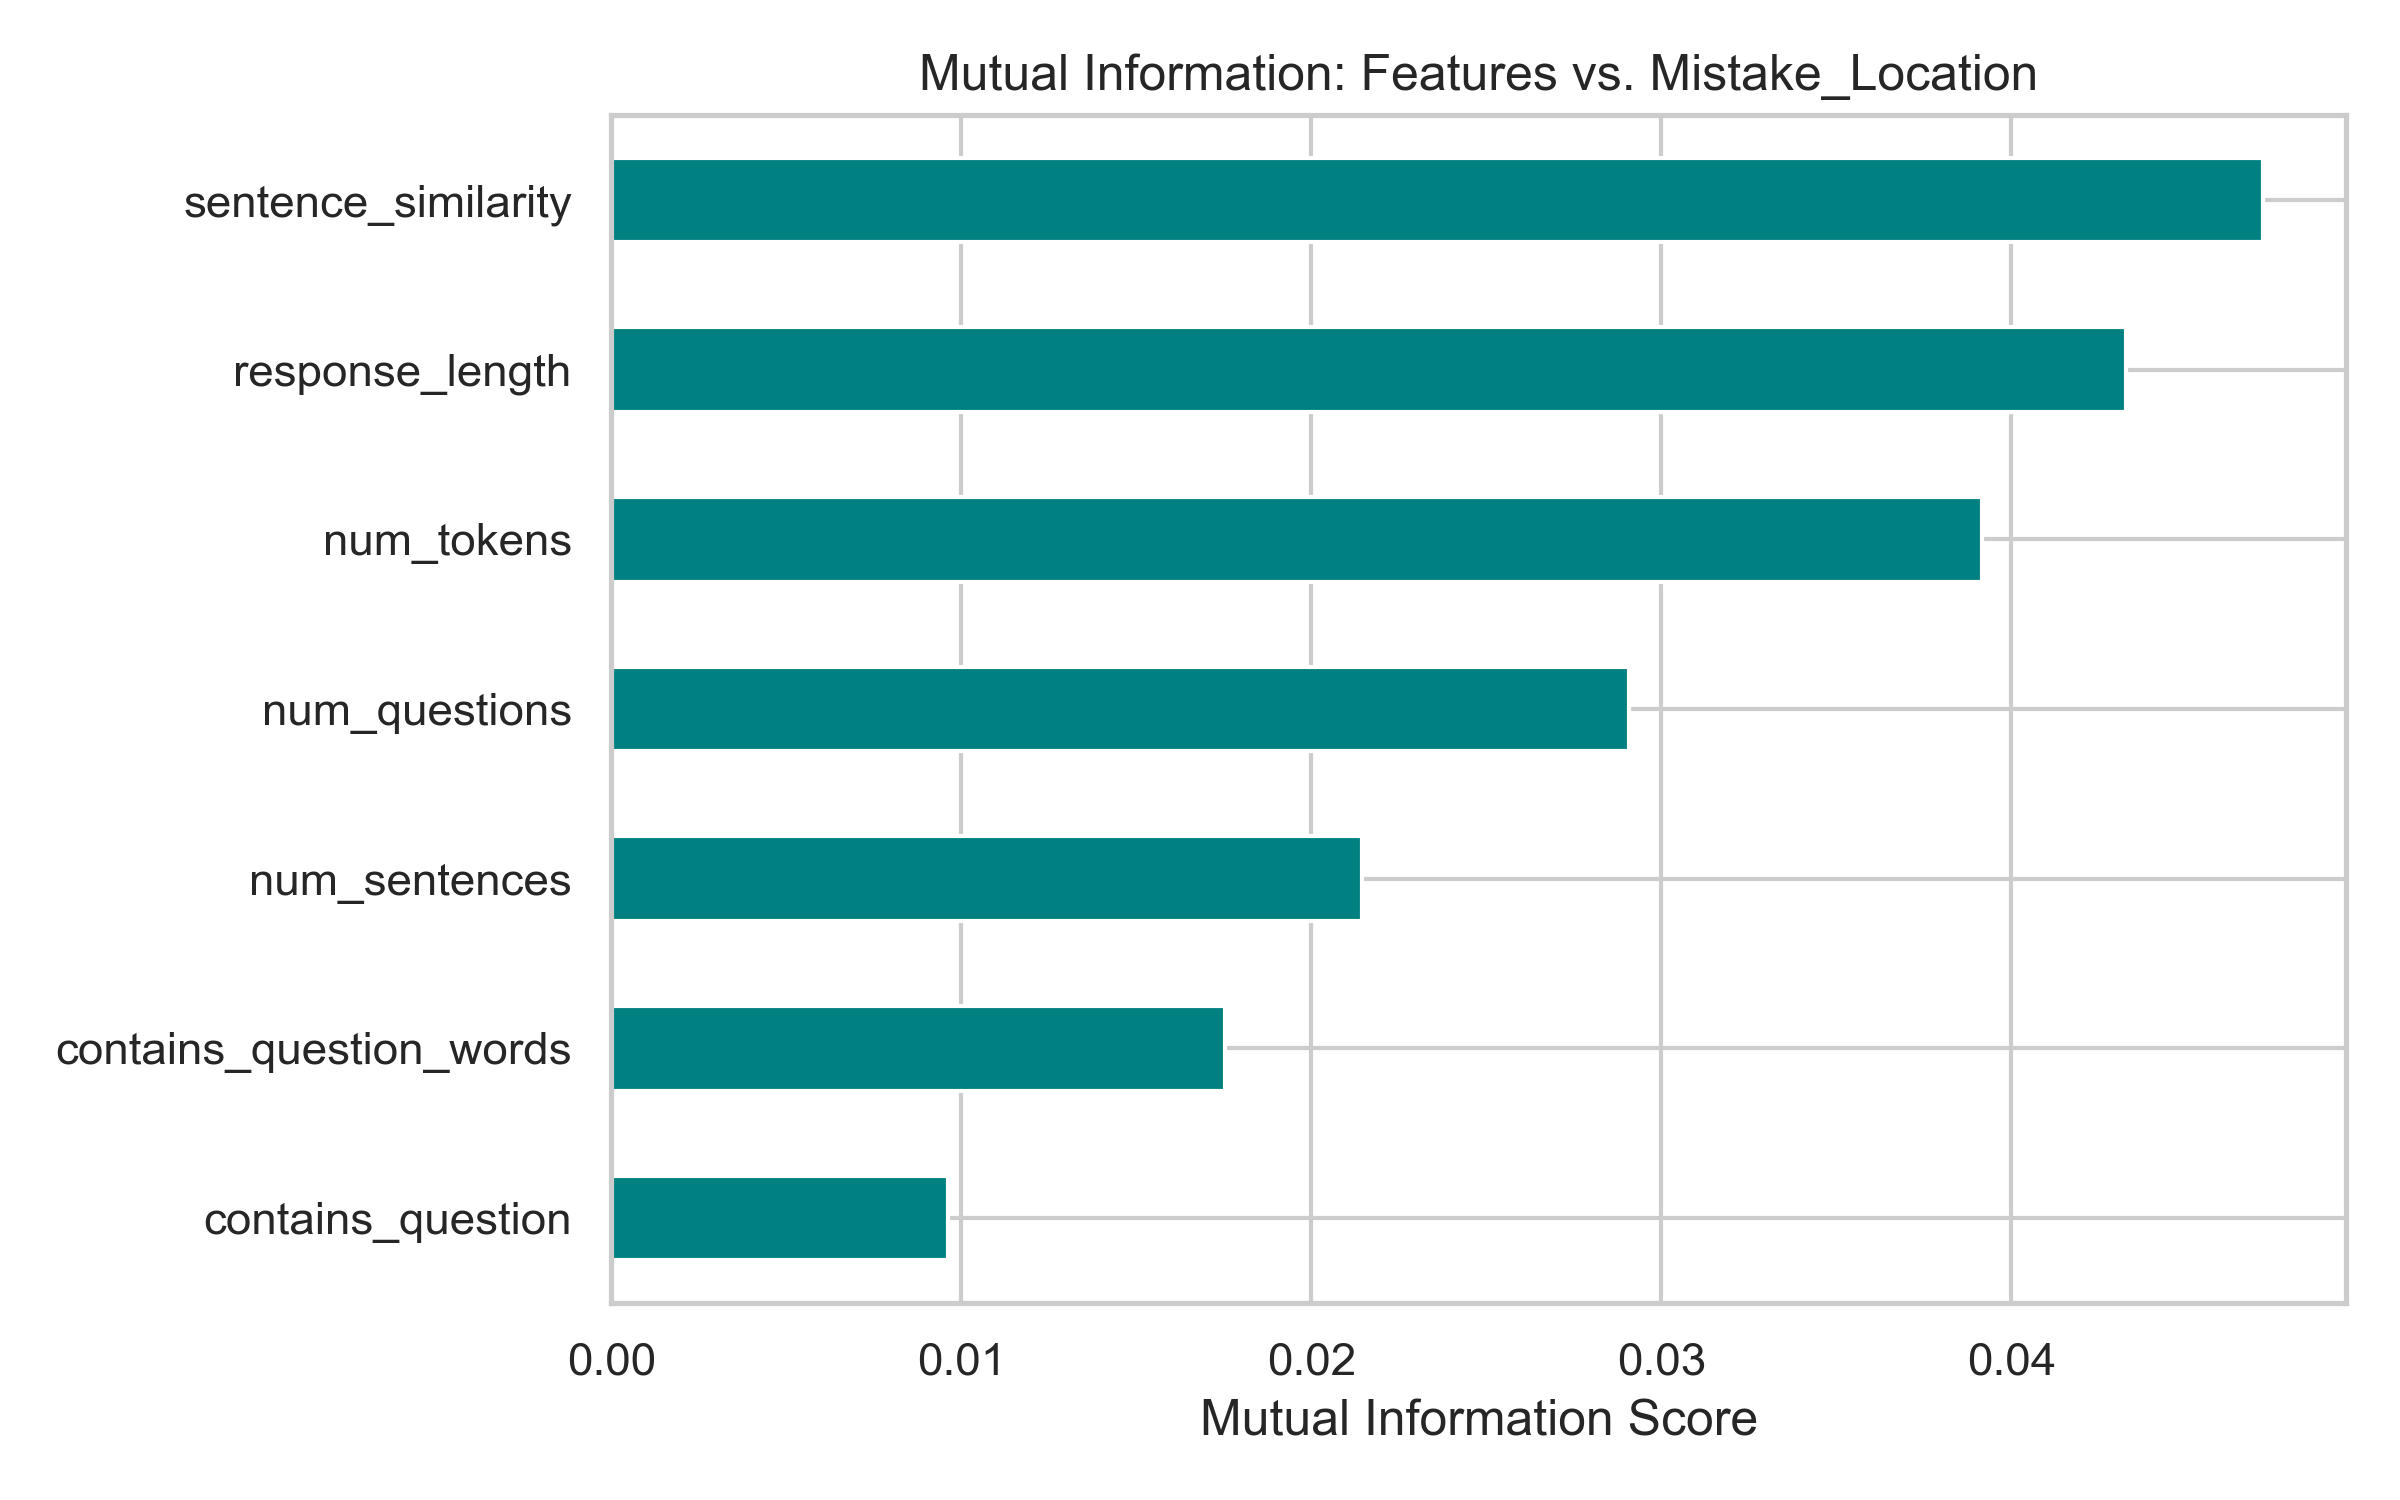 Mutual Information: Features vs. Mistake_Location
sentence_similarity
response_length
num_tokens
num_questions
num_sentences
contains_question_words
contains_question
0.00 0.01 0.02 0.03 0.04
Mutual Information Score